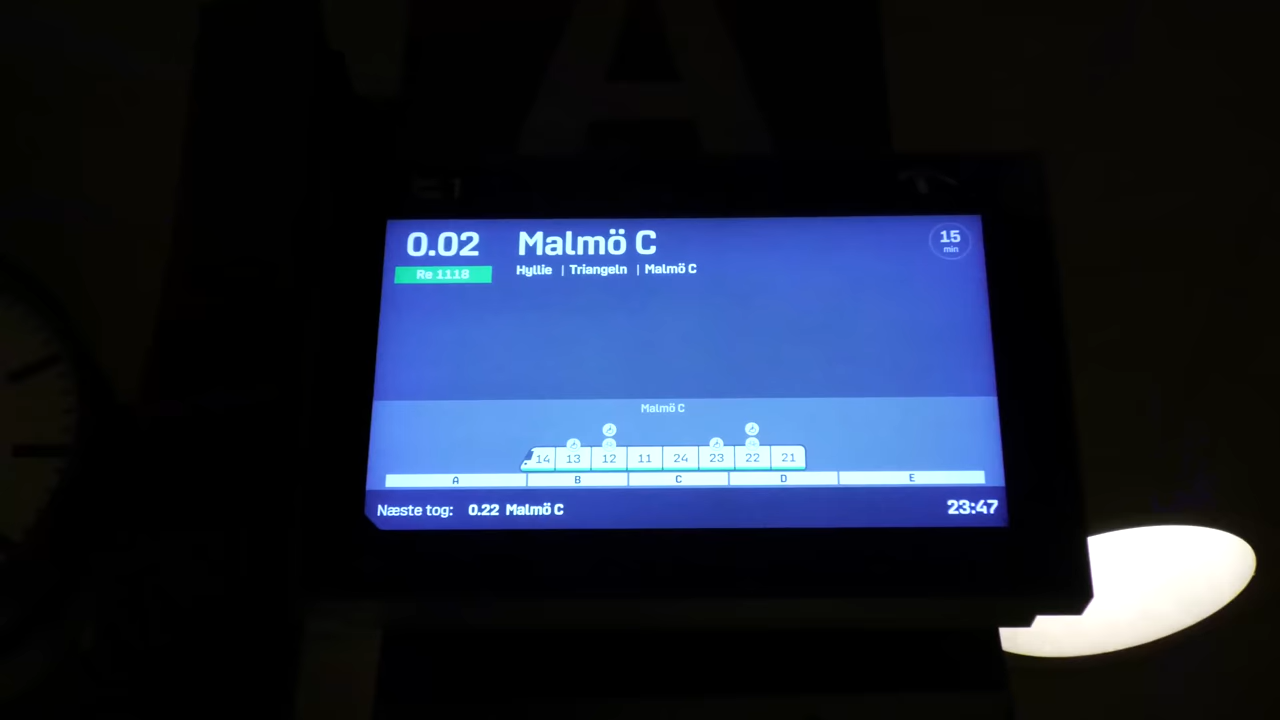 A
0.02 Malmö C 15 min
Re 1118 Hyllie | Triangeln | Malmö C
Malmö C
14 13 12 11 24 23 22 21
A B C D E
Næste tog: 0.22 Malmö C 23:47